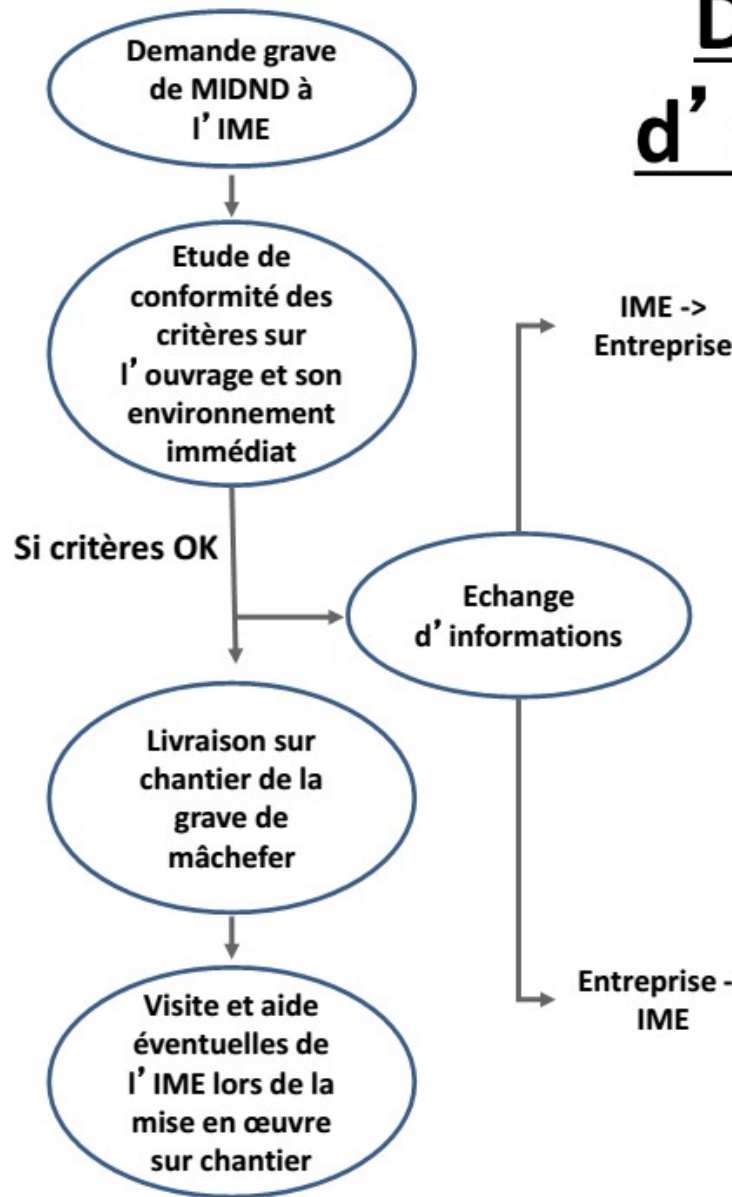 Demande grave
de MIDND à
l’ IME
Etude de
conformité des
critères sur
l’ ouvrage et son
environnement
immédiat
Si critères OK
Echange
d’ informations
IME ->
Entreprise
Entreprise -
IME
Livraison sur
chantier de la
grave de
mâchefer
Visite et aide
éventuelles de
l’ IME lors de la
mise en œuvre
sur chantier